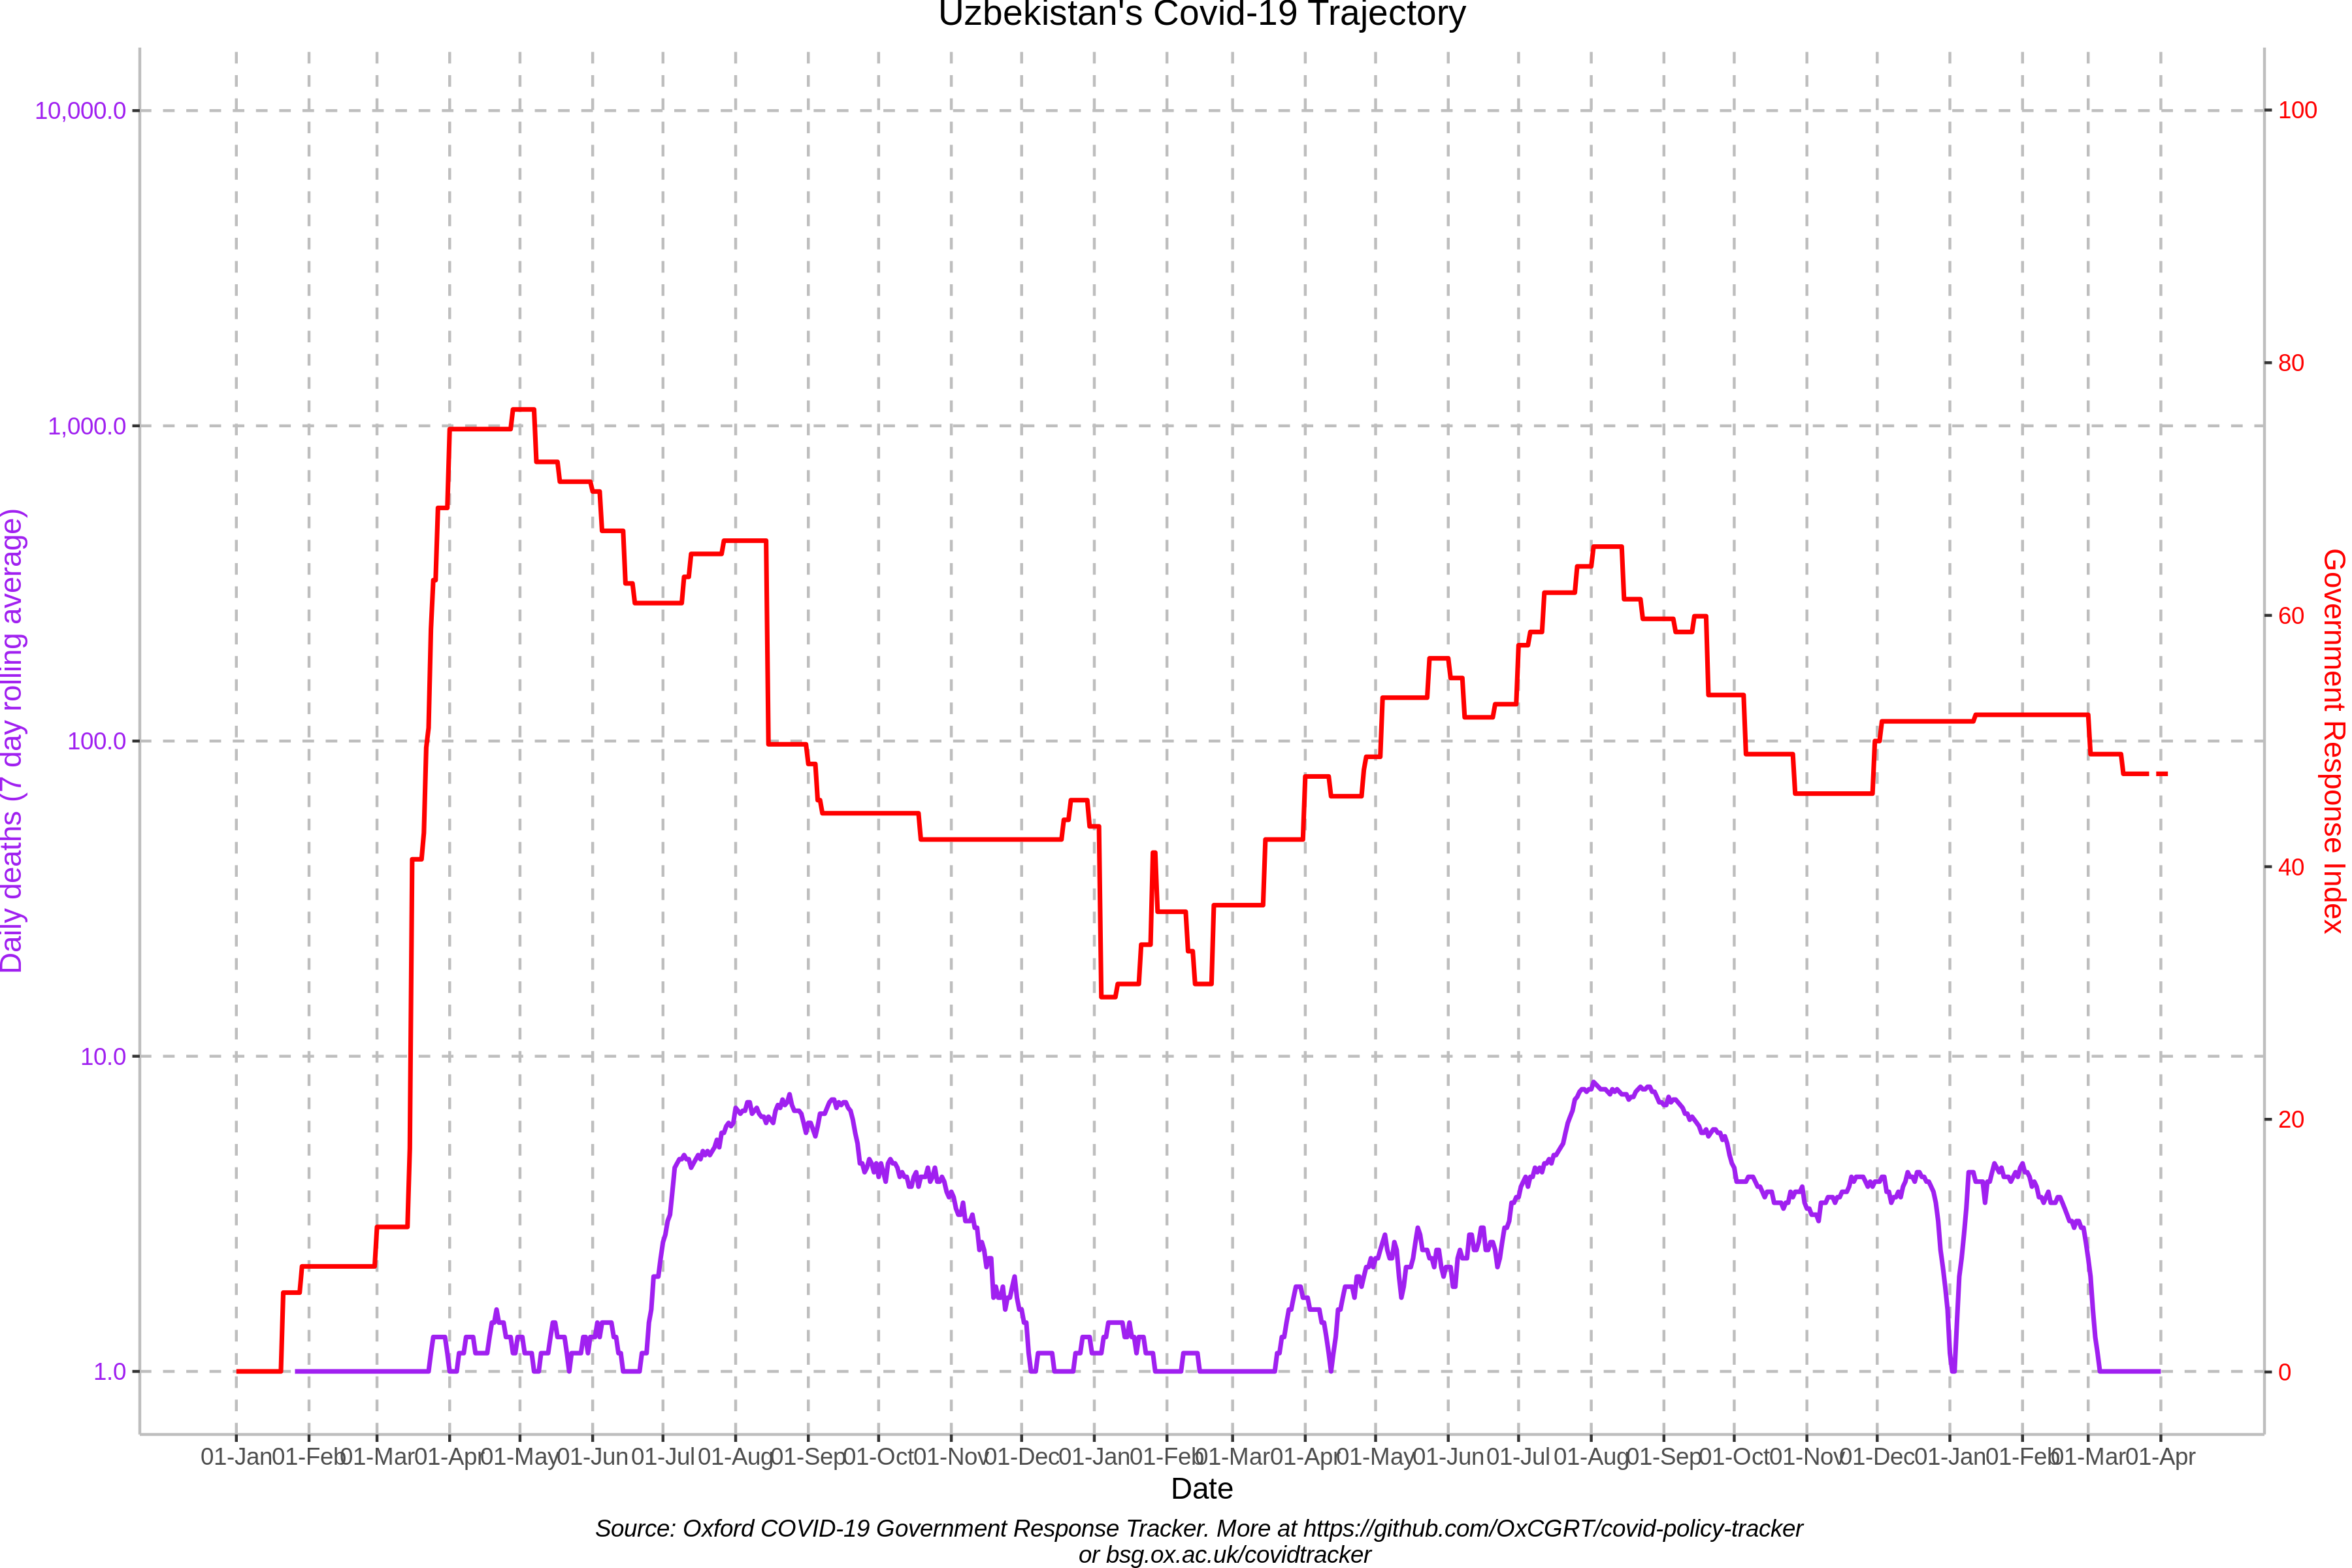 Uzbekistan's Covid-19 Trajectory
10,000.0
1,000.0
100.0
10.0
1.0
Daily deaths (7 day rolling average)
100
80
60
40
20
0
Government Response Index
01-Jan 01-Feb 01-Mar 01-Apr 01-May 01-Jun 01-Jul 01-Aug 01-Sep 01-Oct 01-Nov 01-Dec 01-Jan 01-Feb 01-Mar 01-Apr 01-May 01-Jun 01-Jul 01-Aug 01-Sep 01-Oct 01-Nov 01-Dec 01-Jan 01-Feb 01-Mar 01-Apr
Date
Source: Oxford COVID-19 Government Response Tracker. More at https://github.com/OxCGRT/covid-policy-tracker
or bsg.ox.ac.uk/covidtracker